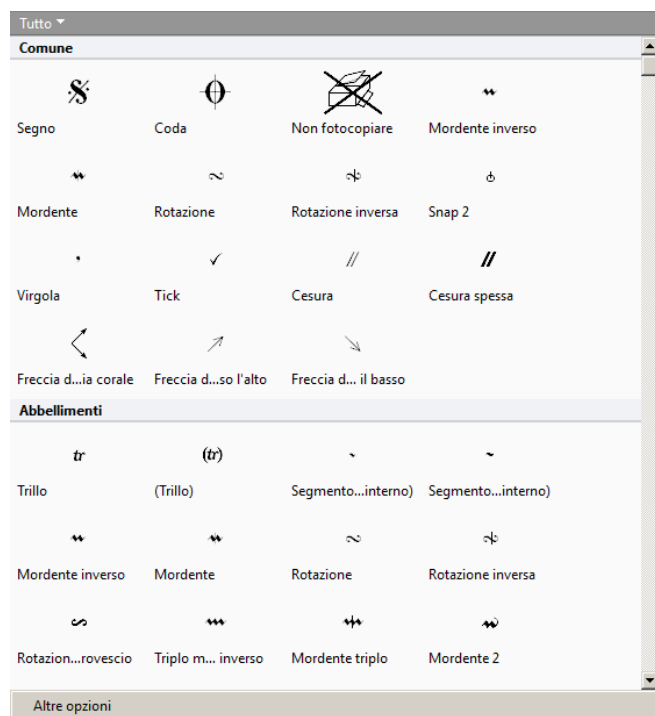 Tutto
Comune
Segno Coda Non fotocopiare Mordente inverso
Mordente Rotazione Rotazione inversa Snap 2
Virgola Tick Cesura Cesura spessa
Freccia d...ia corale Freccia d...so l'alto Freccia d... il basso
Abbellimenti
tr (tr)
Trillo (Trillo) Segmento...interno) Segmento...interno)
Mordente inverso Mordente Rotazione Rotazione inversa
Rotazion...rovescio Triplo m... inverso Mordente triplo Mordente 2
Altre opzioni